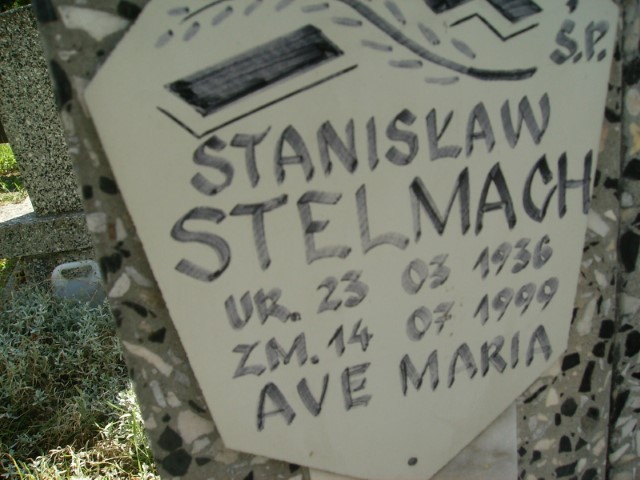 Ś.P.
STANISŁAW
STELMACH
UR. 23 03 1936
ZM. 14 07 1999
AVE MARIA